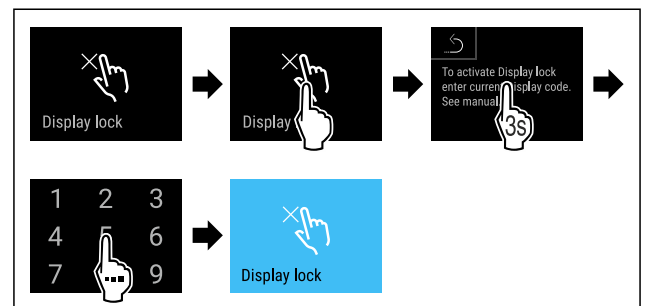 Display lock
Display
To activate Display lock
enter current display code.
See manual.
3s
1 2 3
4 5 6
7 9
Display lock